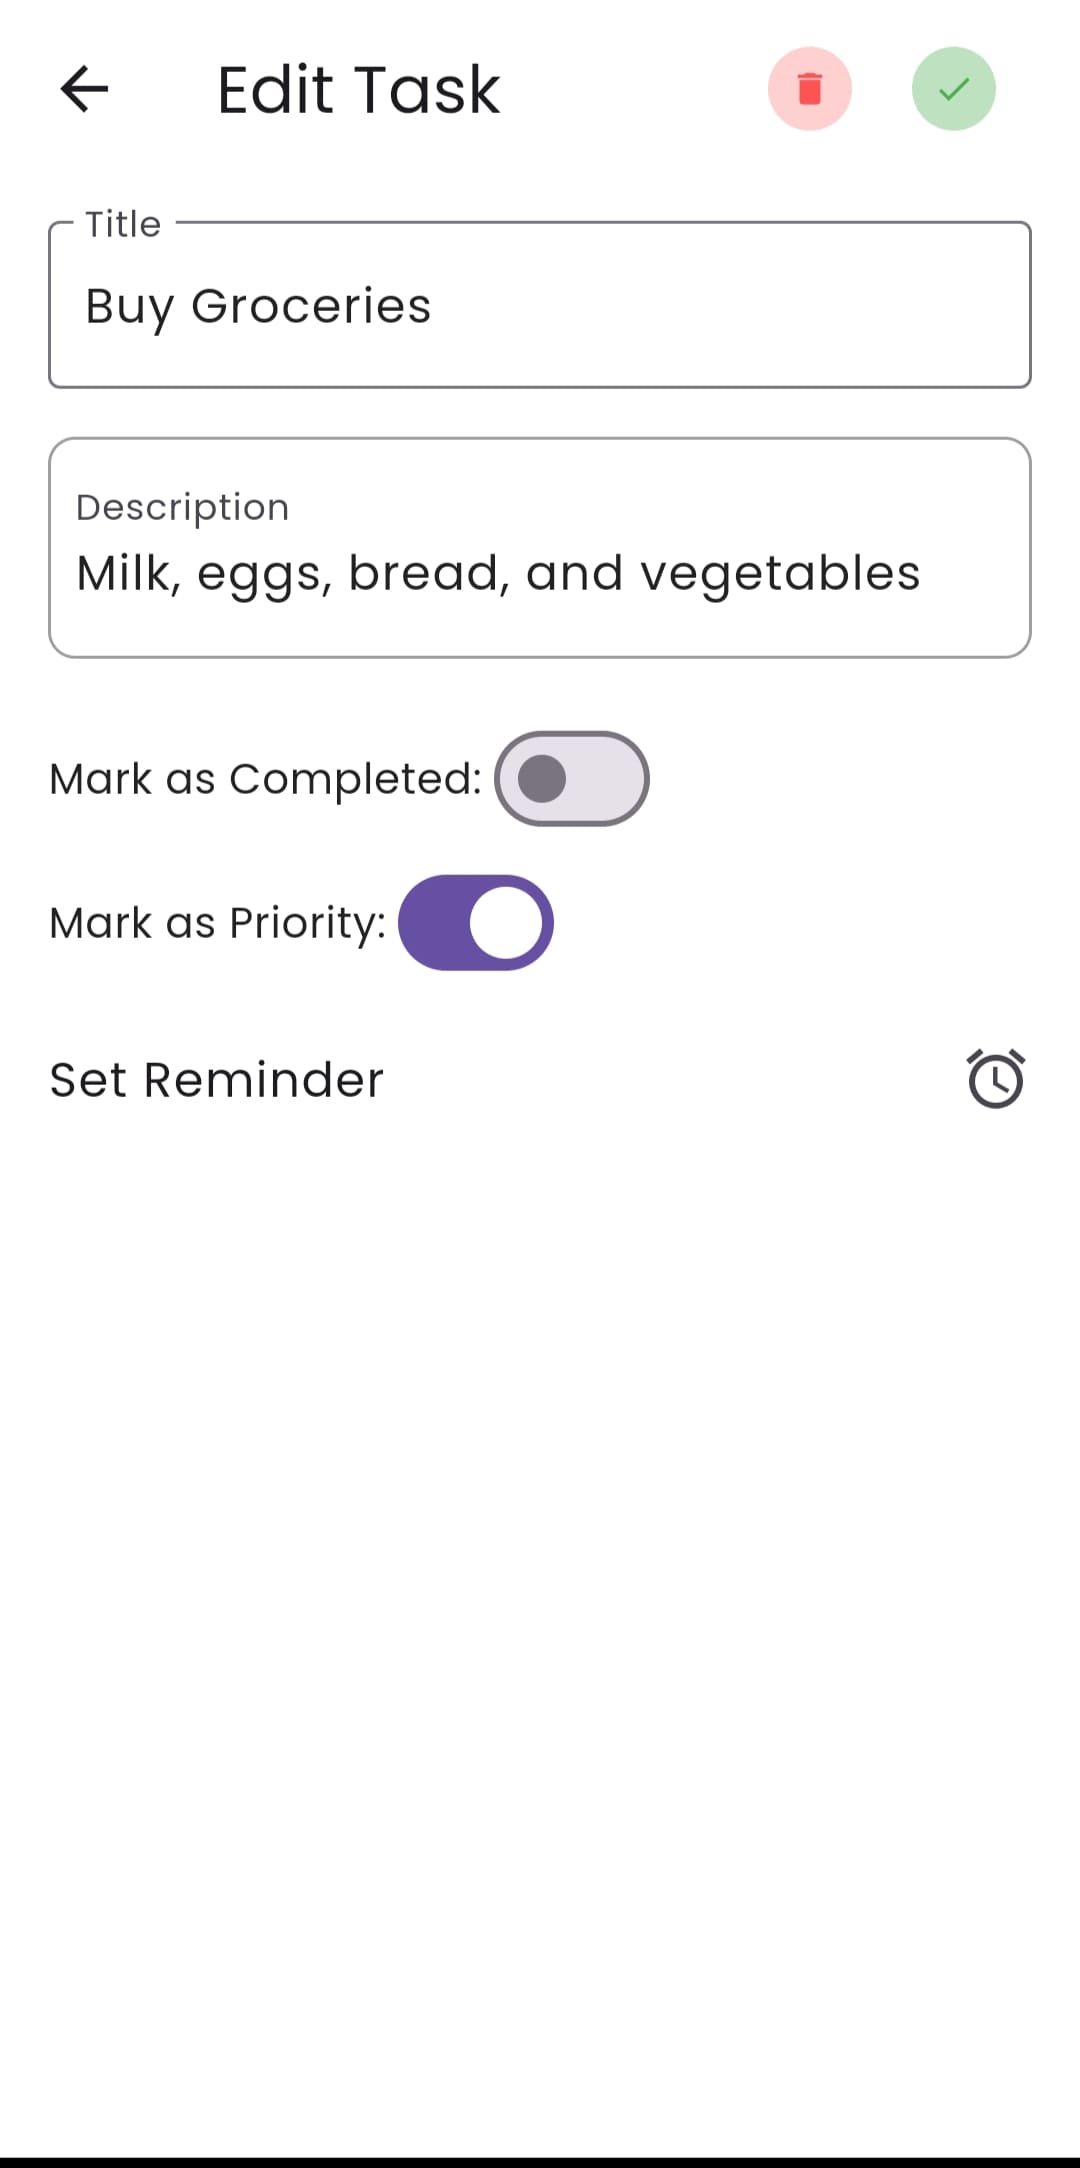 Edit Task
Title
Buy Groceries
Description
Milk, eggs, bread, and vegetables
Mark as Completed:
Mark as Priority:
Set Reminder